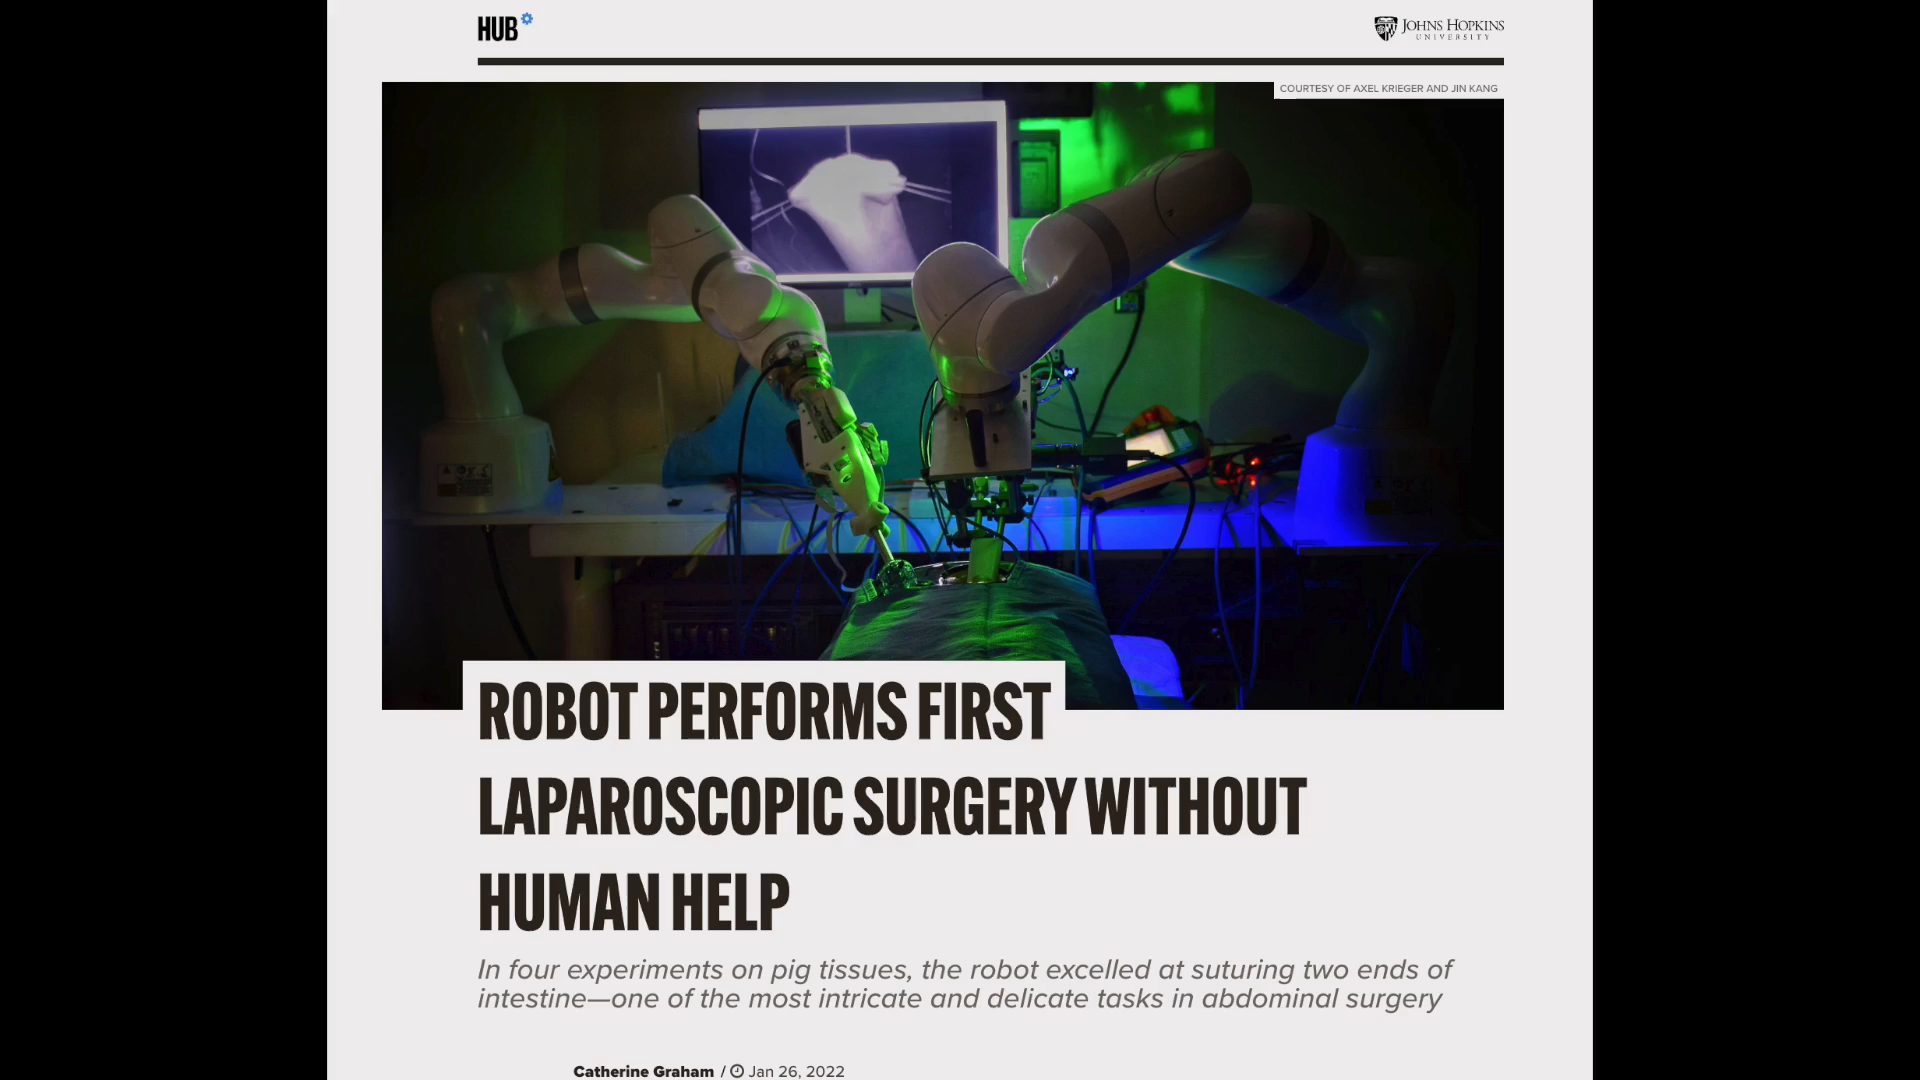 HUB
JOHNS HOPKINS
UNIVERSITY
COURTESY OF AXEL KRIEGER AND JIN KANG
ROBOT PERFORMS FIRST
LAPAROSCOPIC SURGERY WITHOUT
HUMAN HELP
In four experiments on pig tissues, the robot excelled at suturing two ends of
intestine—one of the most intricate and delicate tasks in abdominal surgery
Catherine Graham / Jan 26, 2022